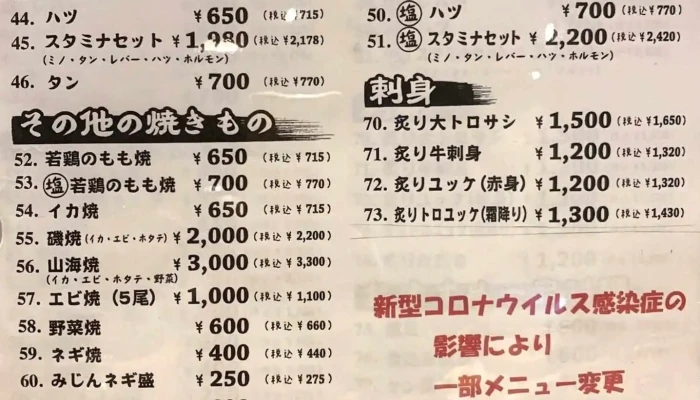 44. ハツ ¥650 (税込 ¥715)
45. スタミナセット ¥1,980 (税込 ¥2,178)
(ミノ・タン・レバー・ハツ・ホルモン)
46. タン ¥700 (税込 ¥770)
その他の焼きもの
52. 若鶏のもも焼 ¥650 (税込 ¥715)
53. ㊂塩 若鶏のもも焼 ¥700 (税込 ¥770)
54. イカ焼 ¥650 (税込 ¥715)
55. 磯焼(イカ・エビ・ホタテ) ¥2,000 (税込 ¥2,200)
56. 山海焼 ¥3,000 (税込 ¥3,300)
(イカ・エビ・ホタテ・野菜)
57. エビ焼(5尾) ¥1,000 (税込 ¥1,100)
58. 野菜焼 ¥600 (税込 ¥660)
59. ネギ焼 ¥400 (税込 ¥440)
60. みじんネギ盛 ¥250 (税込 ¥275)
50. 塩 ハツ ¥700 (税込 ¥770)
51. 塩 スタミナセット ¥2,200 (税込 ¥2,420)
(ミノ・タン・レバー・ハツ・ホルモン)
刺身
70. 炙り大トロサシ ¥1,500 (税込 ¥1,650)
71. 炙り牛刺身 ¥1,200 (税込 ¥1,320)
72. 炙りユッケ(赤身) ¥1,200 (税込 ¥1,320)
73. 炙りトロユッケ(霜降り) ¥1,300 (税込 ¥1,430)
新型コロナウイルス感染症の
影響により
一部メニュー変更